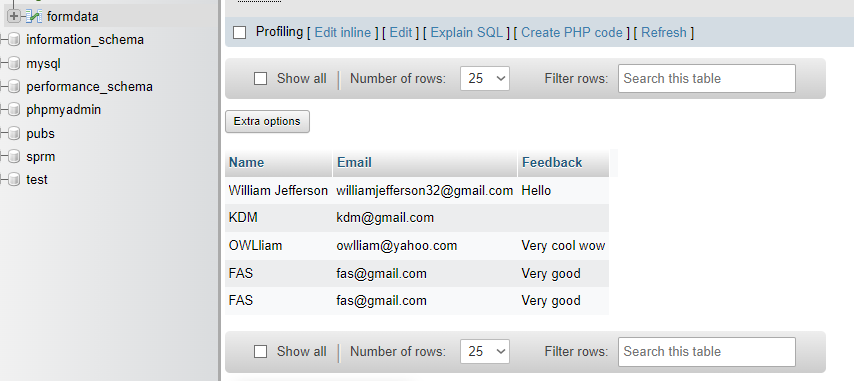 formdata
information_schema
mysql
performance_schema
phpmyadmin
pubs
sprm
test
Profiling [ Edit inline ] [ Edit ] [ Explain SQL ] [ Create PHP code ] [ Refresh ]
Show all Number of rows: 25 Filter rows: Search this table
Extra options
Name Email Feedback
William Jefferson williamjefferson32@gmail.com Hello
KDM kdm@gmail.com
OWLliam owlliam@yahoo.com Very cool wow
FAS fas@gmail.com Very good
FAS fas@gmail.com Very good
Show all Number of rows: 25 Filter rows: Search this table